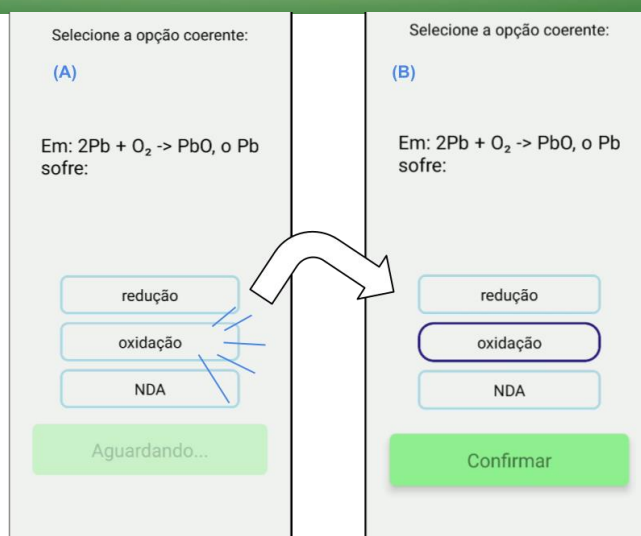 Selecione a opção coerente:
(A)
Em: 2Pb + O₂ -> PbO, o Pb
sofre:
redução
oxidação
NDA
Aguardando...
Selecione a opção coerente:
(B)
Em: 2Pb + O₂ -> PbO, o Pb
sofre:
redução
oxidação
NDA
Confirmar